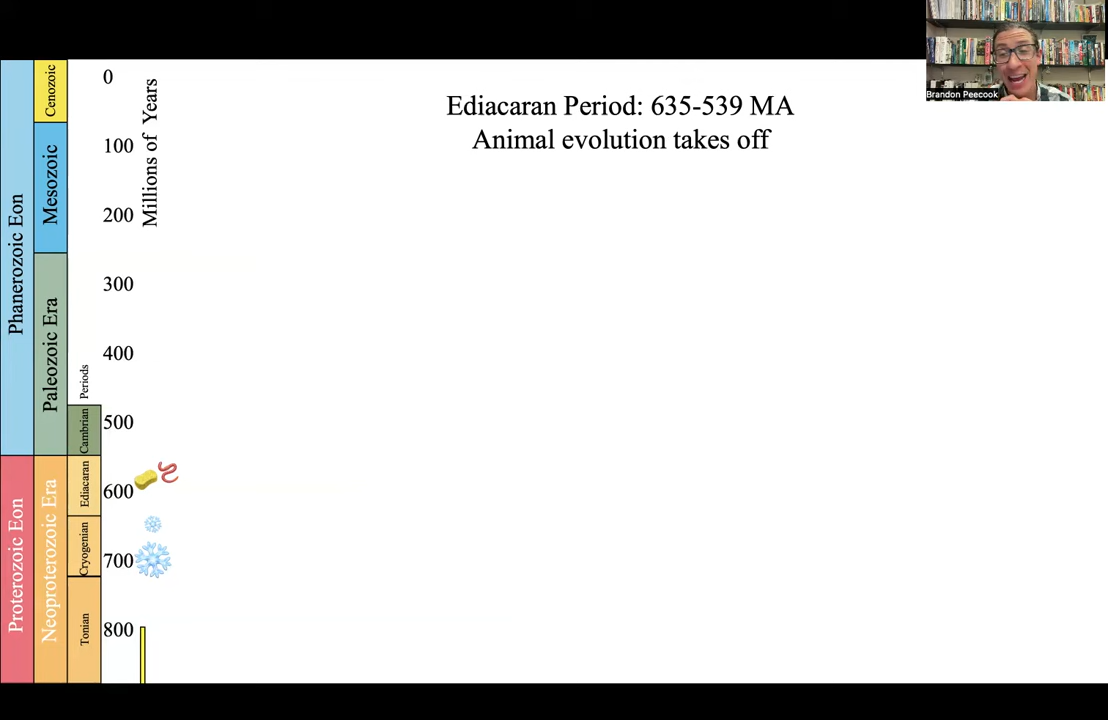 Ediacaran Period: 635-539 MA
Animal evolution takes off
Brandon Peecook
Phanerozoic Eon
Proterozoic Eon
Cenozoic
Mesozoic
Paleozoic Era
Neoproterozoic Era
Periods
Cambrian
Ediacaran
Cryogenian
Tonian
0
100
200
300
400
500
600
700
800
Millions of Years